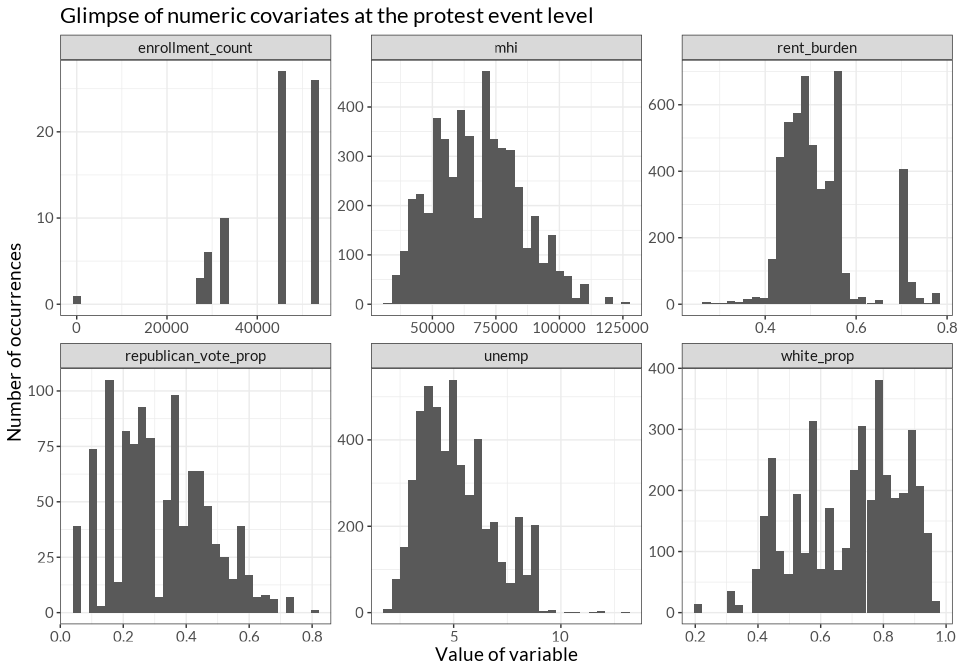 Glimpse of numeric covariates at the protest event level
enrollment_count
mhi
rent_burden
20
10
0
0 20000 40000
400
300
200
100
0
50000 75000 100000 125000
600
400
200
0
0.4 0.6 0.8
republican_vote_prop
unemp
white_prop
100
75
50
25
0
0.0 0.2 0.4 0.6 0.8
400
200
0
5 10
400
300
200
100
0
0.2 0.4 0.6 0.8 1.0
Number of occurrences
Value of variable